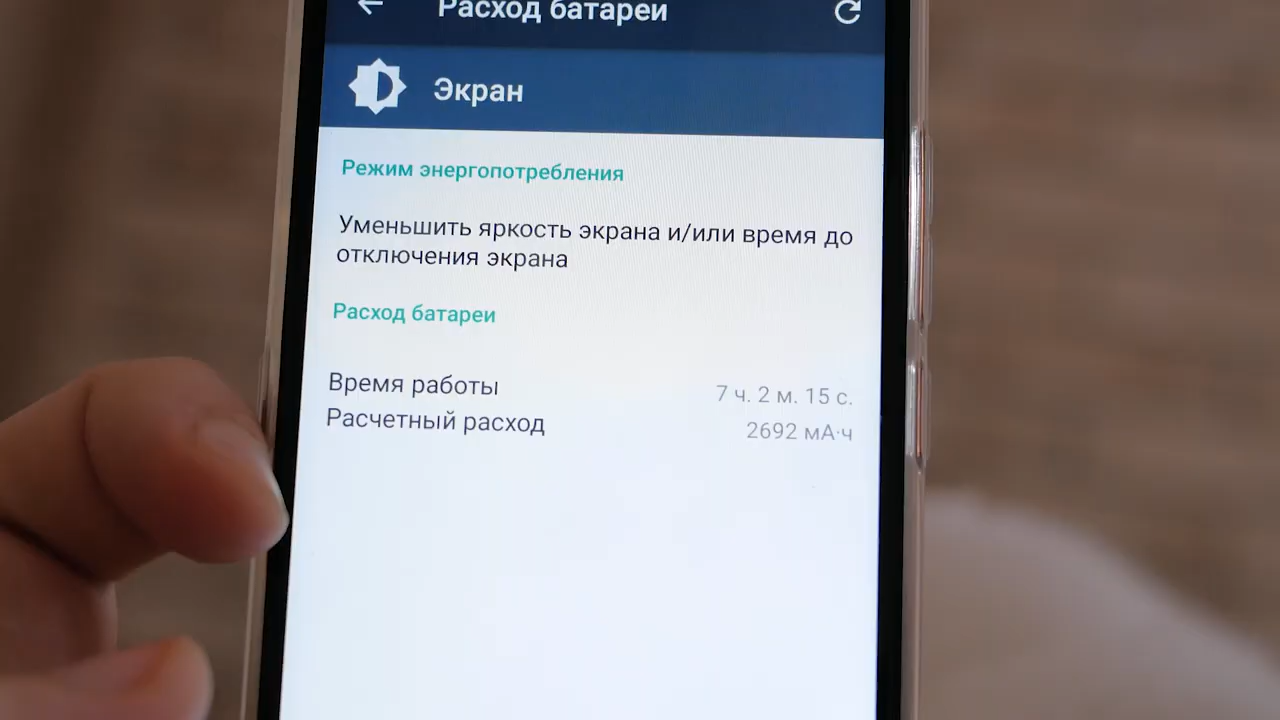 Расход батареи
Экран
Режим энергопотребления
Уменьшить яркость экрана и/или время до
отключения экрана
Расход батареи
Время работы 7 ч. 2 м. 15 с.
Расчетный расход 2692 мА·ч